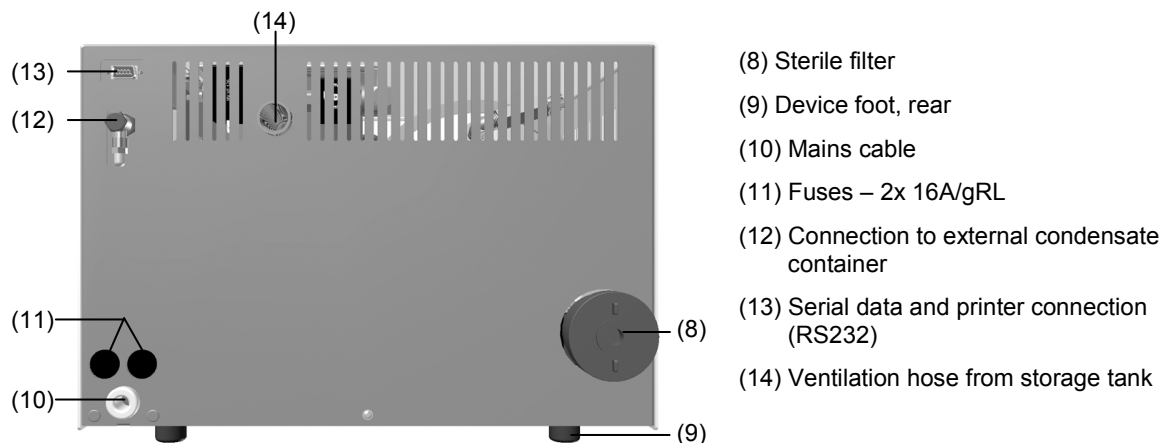 (14)
(13)
(12)
(11)
(10)
(8)
(9)
(8) Sterile filter
(9) Device foot, rear
(10) Mains cable
(11) Fuses – 2x 16A/gRL
(12) Connection to external condensate
container
(13) Serial data and printer connection
(RS232)
(14) Ventilation hose from storage tank